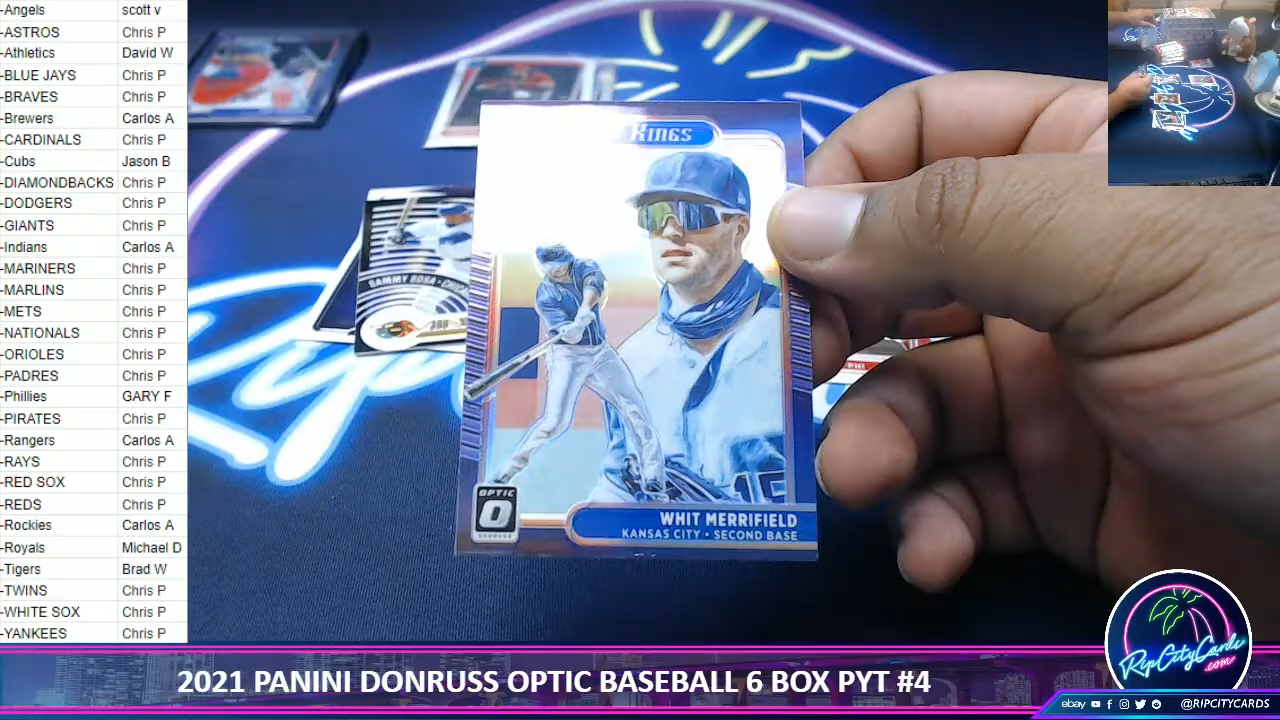 -Angels scott v
-ASTROS Chris P
-Athletics David W
-BLUE JAYS Chris P
-BRAVES Chris P
-Brewers Carlos A
-CARDINALS Chris P
-Cubs Jason B
-DIAMONDBACKS Chris P
-DODGERS Chris P
-GIANTS Chris P
-Indians Carlos A
-MARINERS Chris P
-MARLINS Chris P
-METS Chris P
-NATIONALS Chris P
-ORIOLES Chris P
-PADRES Chris P
-Phillies GARY F
-PIRATES Chris P
-Rangers Carlos A
-RAYS Chris P
-RED SOX Chris P
-REDS Chris P
-Rockies Carlos A
-Royals Michael D
-Tigers Brad W
-TWINS Chris P
-WHITE SOX Chris P
-YANKEES Chris P
KINGS
SAMMY SOSA
15
OPTIC
DONRUSS
WHIT MERRIFIELD
KANSAS CITY • SECOND BASE
PHI
RipCityCards
.com
2021 PANINI DONRUSS OPTIC BASEBALL 6 BOX PYT #4
ebay
@RIPCITYCARDS